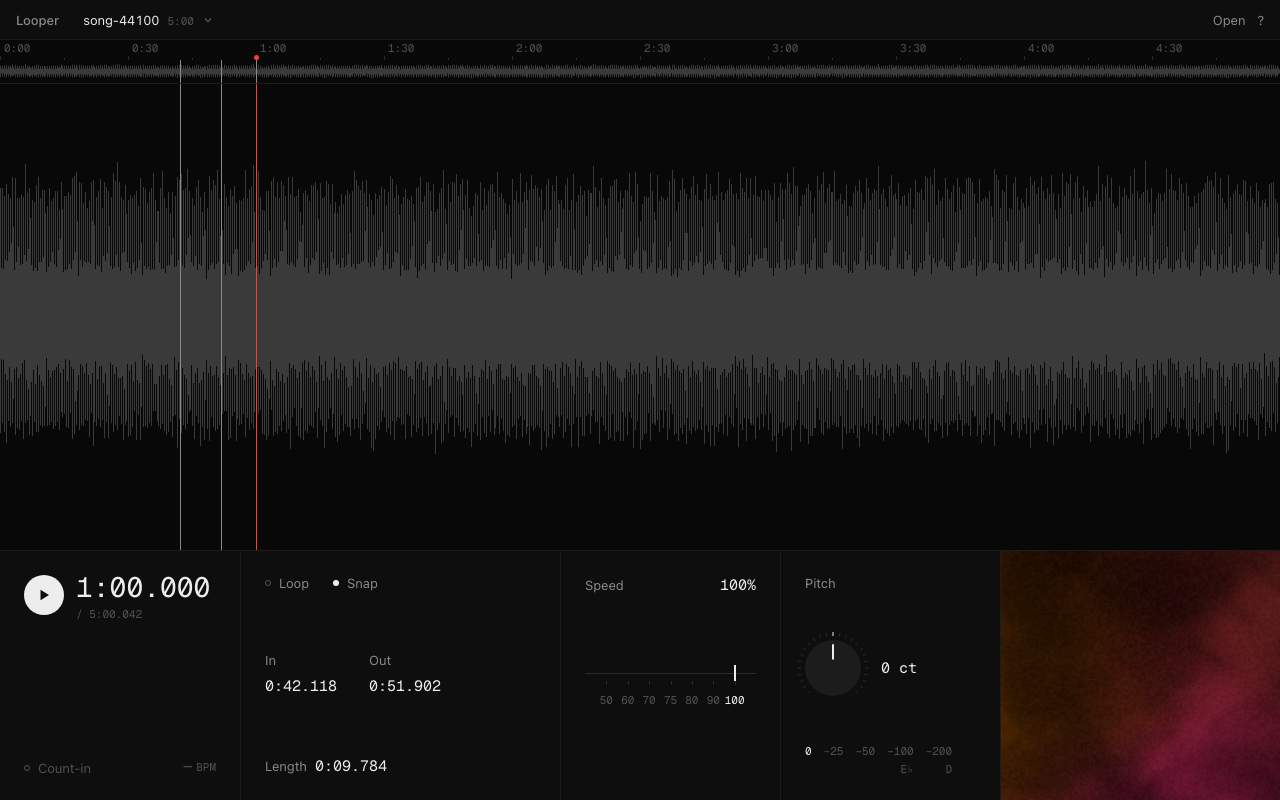 Looper song-44100 5:00 Open ?
0:00 0:30 1:00 1:30 2:00 2:30 3:00 3:30 4:00 4:30
1:00.000
/ 5:00.042
Count-in — BPM
Loop Snap
In Out
0:42.118 0:51.902
Length 0:09.784
Speed 100%
50 60 70 75 80 90 100
Pitch
0 ct
0 −25 −50 −100 −200
E♭ D